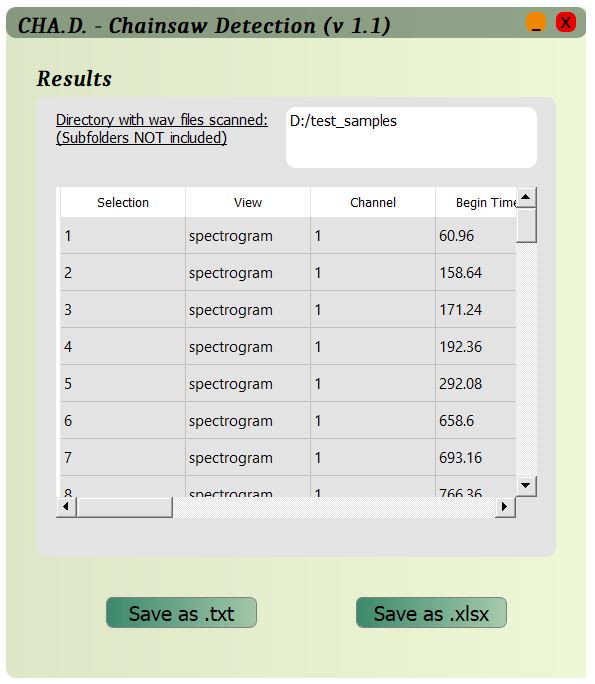 CHA.D. - Chainsaw Detection (v 1.1)
_ X
Results
Directory with wav files scanned:
(Subfolders NOT included)
D:/test_samples
Selection View Channel Begin Time
1 spectrogram 1 60.96
2 spectrogram 1 158.64
3 spectrogram 1 171.24
4 spectrogram 1 192.36
5 spectrogram 1 292.08
6 spectrogram 1 658.6
7 spectrogram 1 693.16
8 spectrogram 1 766.36
Save as .txt Save as .xlsx